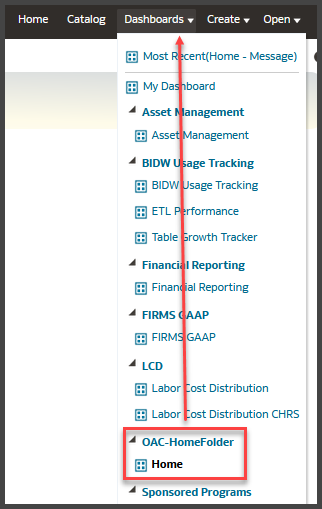 Home Catalog Dashboards Create Open
Most Recent(Home - Message)
My Dashboard
Asset Management
Asset Management
BIDW Usage Tracking
BIDW Usage Tracking
ETL Performance
Table Growth Tracker
Financial Reporting
Financial Reporting
FIRMS GAAP
FIRMS GAAP
LCD
Labor Cost Distribution
Labor Cost Distribution CHRS
OAC-HomeFolder
Home
Sponsored Programs